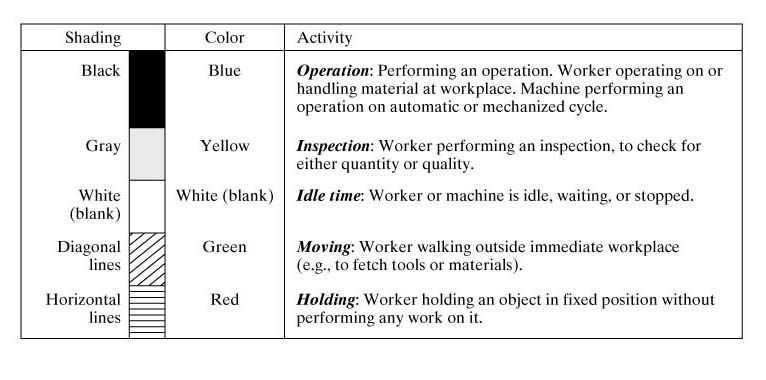 Shading Color Activity
Black Blue Operation: Performing an operation. Worker operating on or
handling material at workplace. Machine performing an
operation on automatic or mechanized cycle.
Gray Yellow Inspection: Worker performing an inspection, to check for
either quantity or quality.
White White (blank) Idle time: Worker or machine is idle, waiting, or stopped.
(blank)
Diagonal Green Moving: Worker walking outside immediate workplace
lines (e.g., to fetch tools or materials).
Horizontal Red Holding: Worker holding an object in fixed position without
lines performing any work on it.